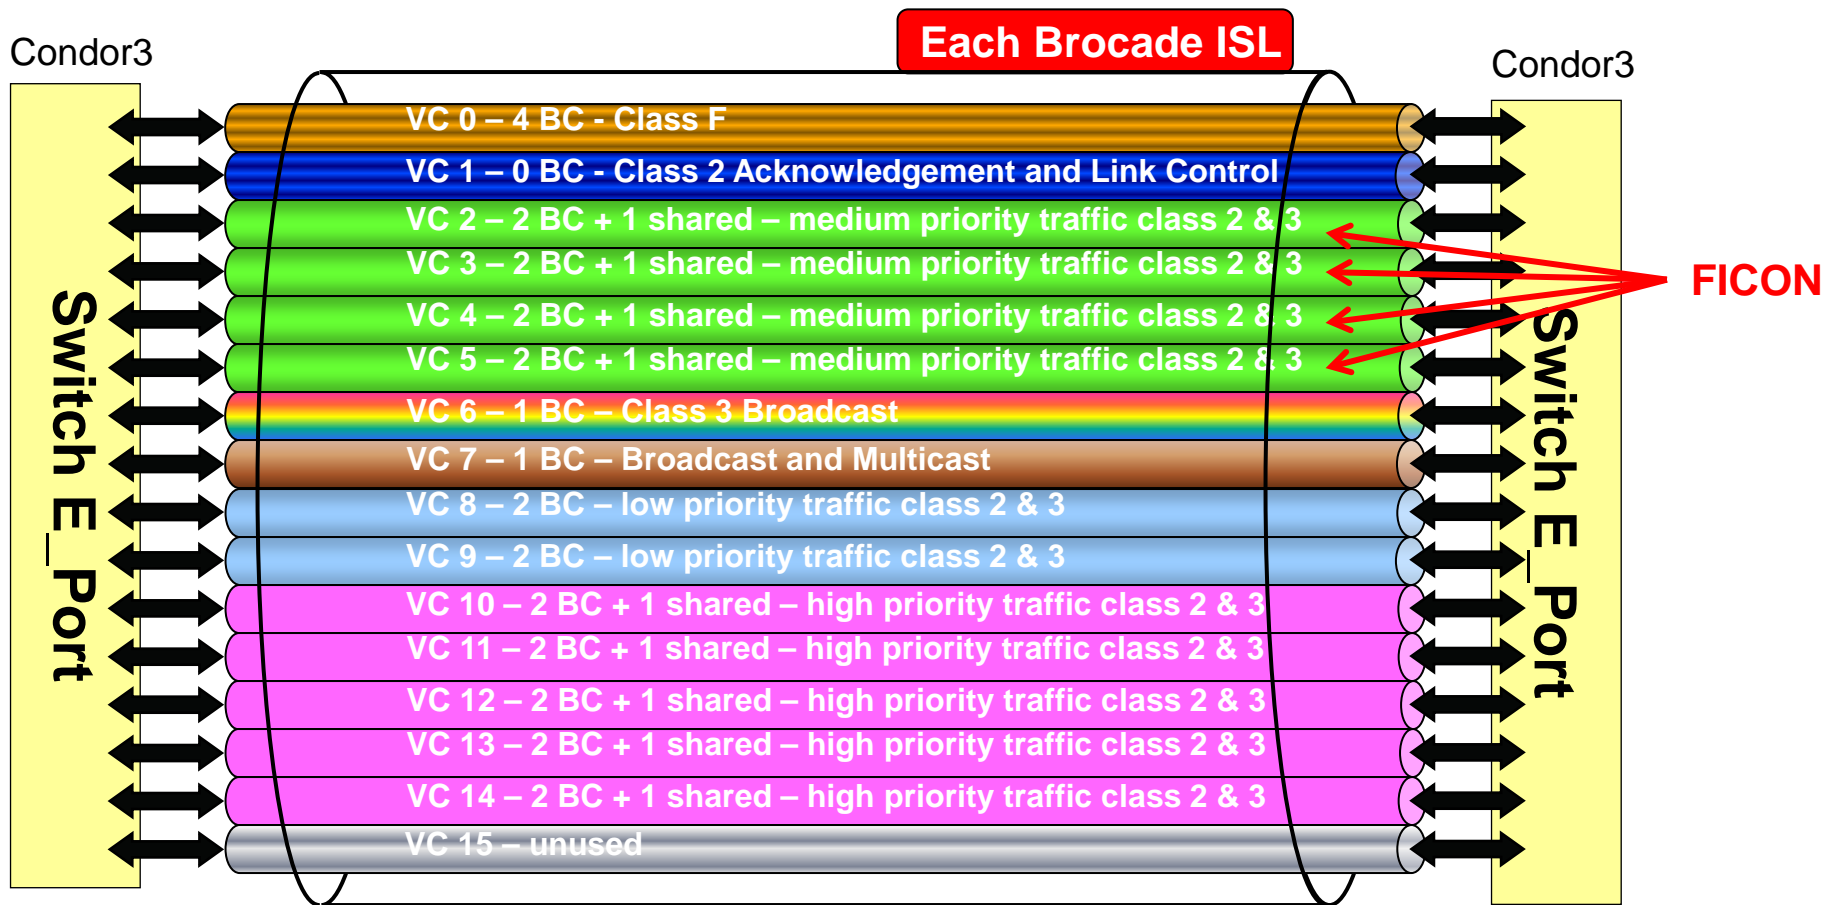 Each Brocade ISL
Condor3
Condor3
VC 0 – 4 BC - Class F
VC 1 – 0 BC - Class 2 Acknowledgement and Link Control
VC 2 – 2 BC + 1 shared – medium priority traffic class 2 & 3
VC 3 – 2 BC + 1 shared – medium priority traffic class 2 & 3
FICON
VC 4 – 2 BC + 1 shared – medium priority traffic class 2 & 3
VC 5 – 2 BC + 1 shared – medium priority traffic class 2 & 3
VC 6 – 1 BC – Class 3 Broadcast
VC 7 – 1 BC – Broadcast and Multicast
VC 8 – 2 BC – low priority traffic class 2 & 3
VC 9 – 2 BC – low priority traffic class 2 & 3
VC 10 – 2 BC + 1 shared – high priority traffic class 2 & 3
VC 11 – 2 BC + 1 shared – high priority traffic class 2 & 3
VC 12 – 2 BC + 1 shared – high priority traffic class 2 & 3
VC 13 – 2 BC + 1 shared – high priority traffic class 2 & 3
VC 14 – 2 BC + 1 shared – high priority traffic class 2 & 3
VC 15 – unused
Switch E_Port
Switch E_Port